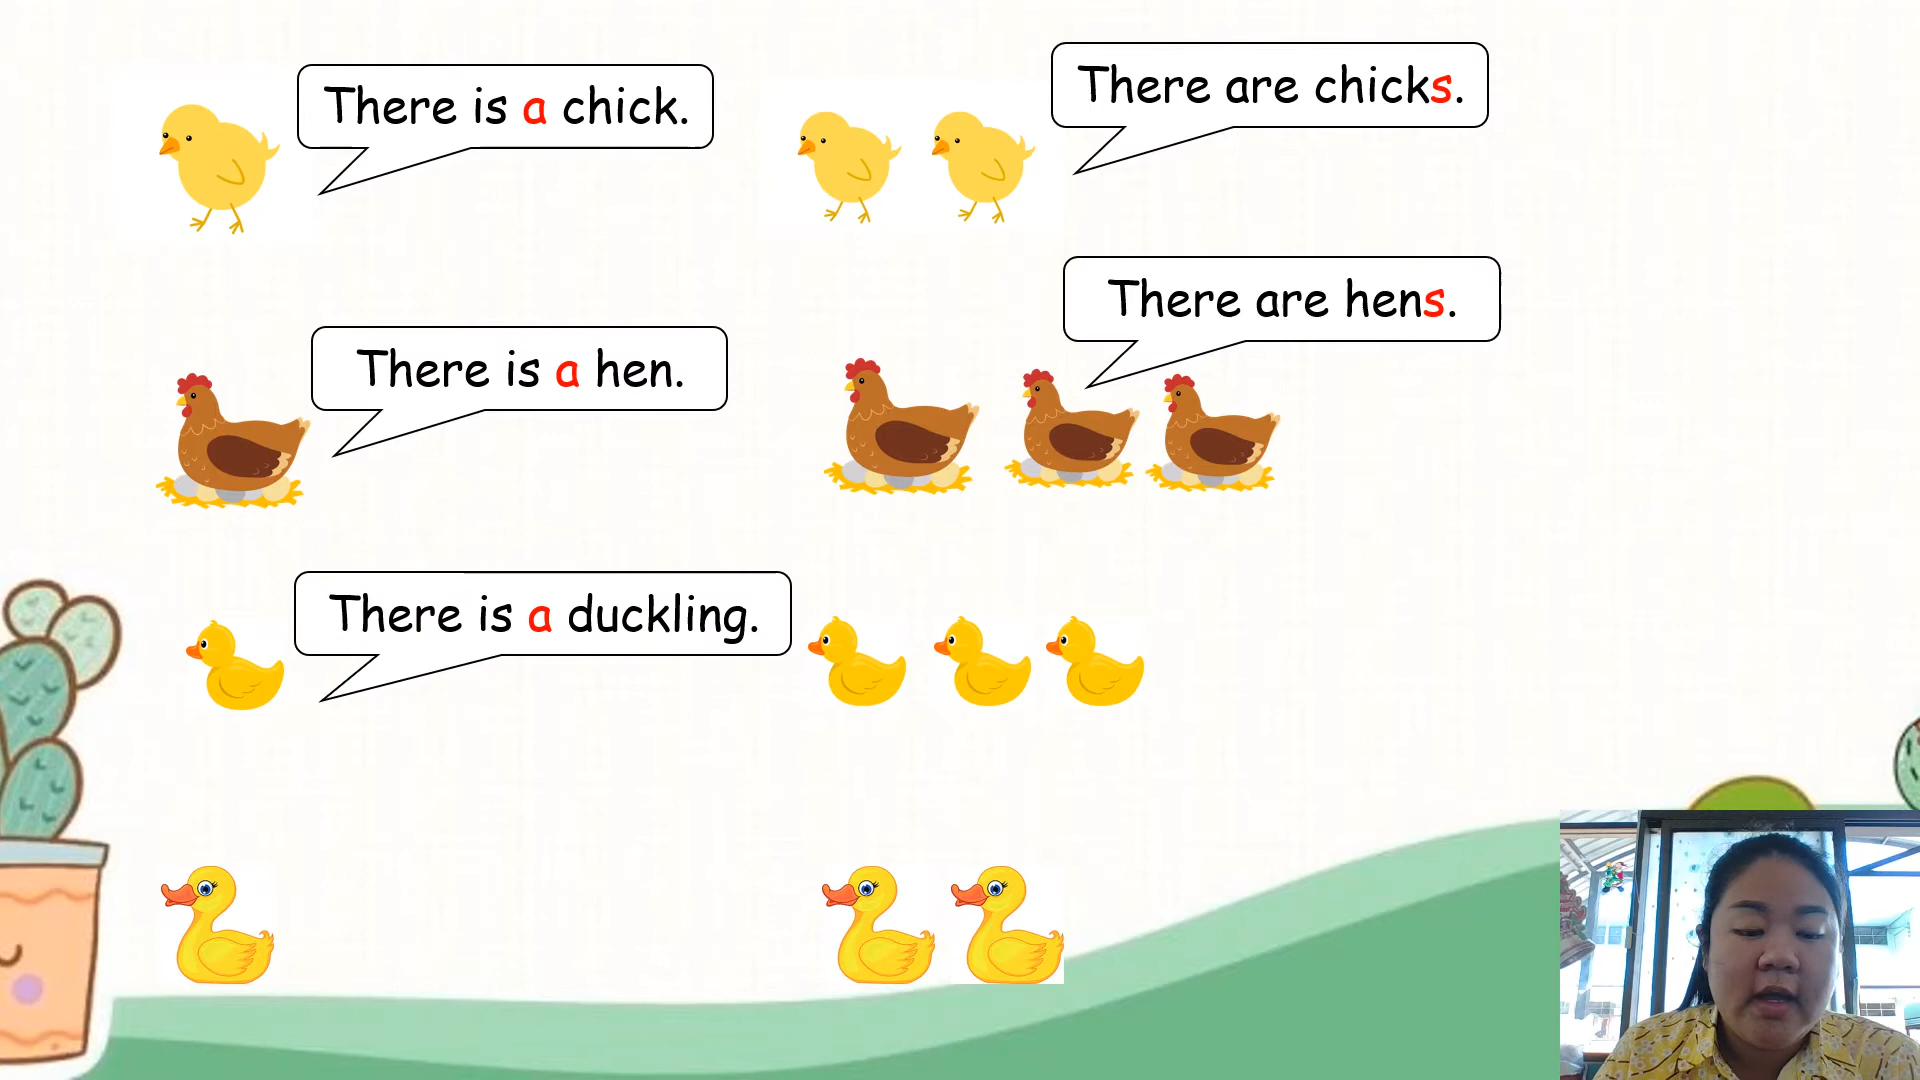 There is a chick.
There are chicks.
There is a hen.
There are hens.
There is a duckling.